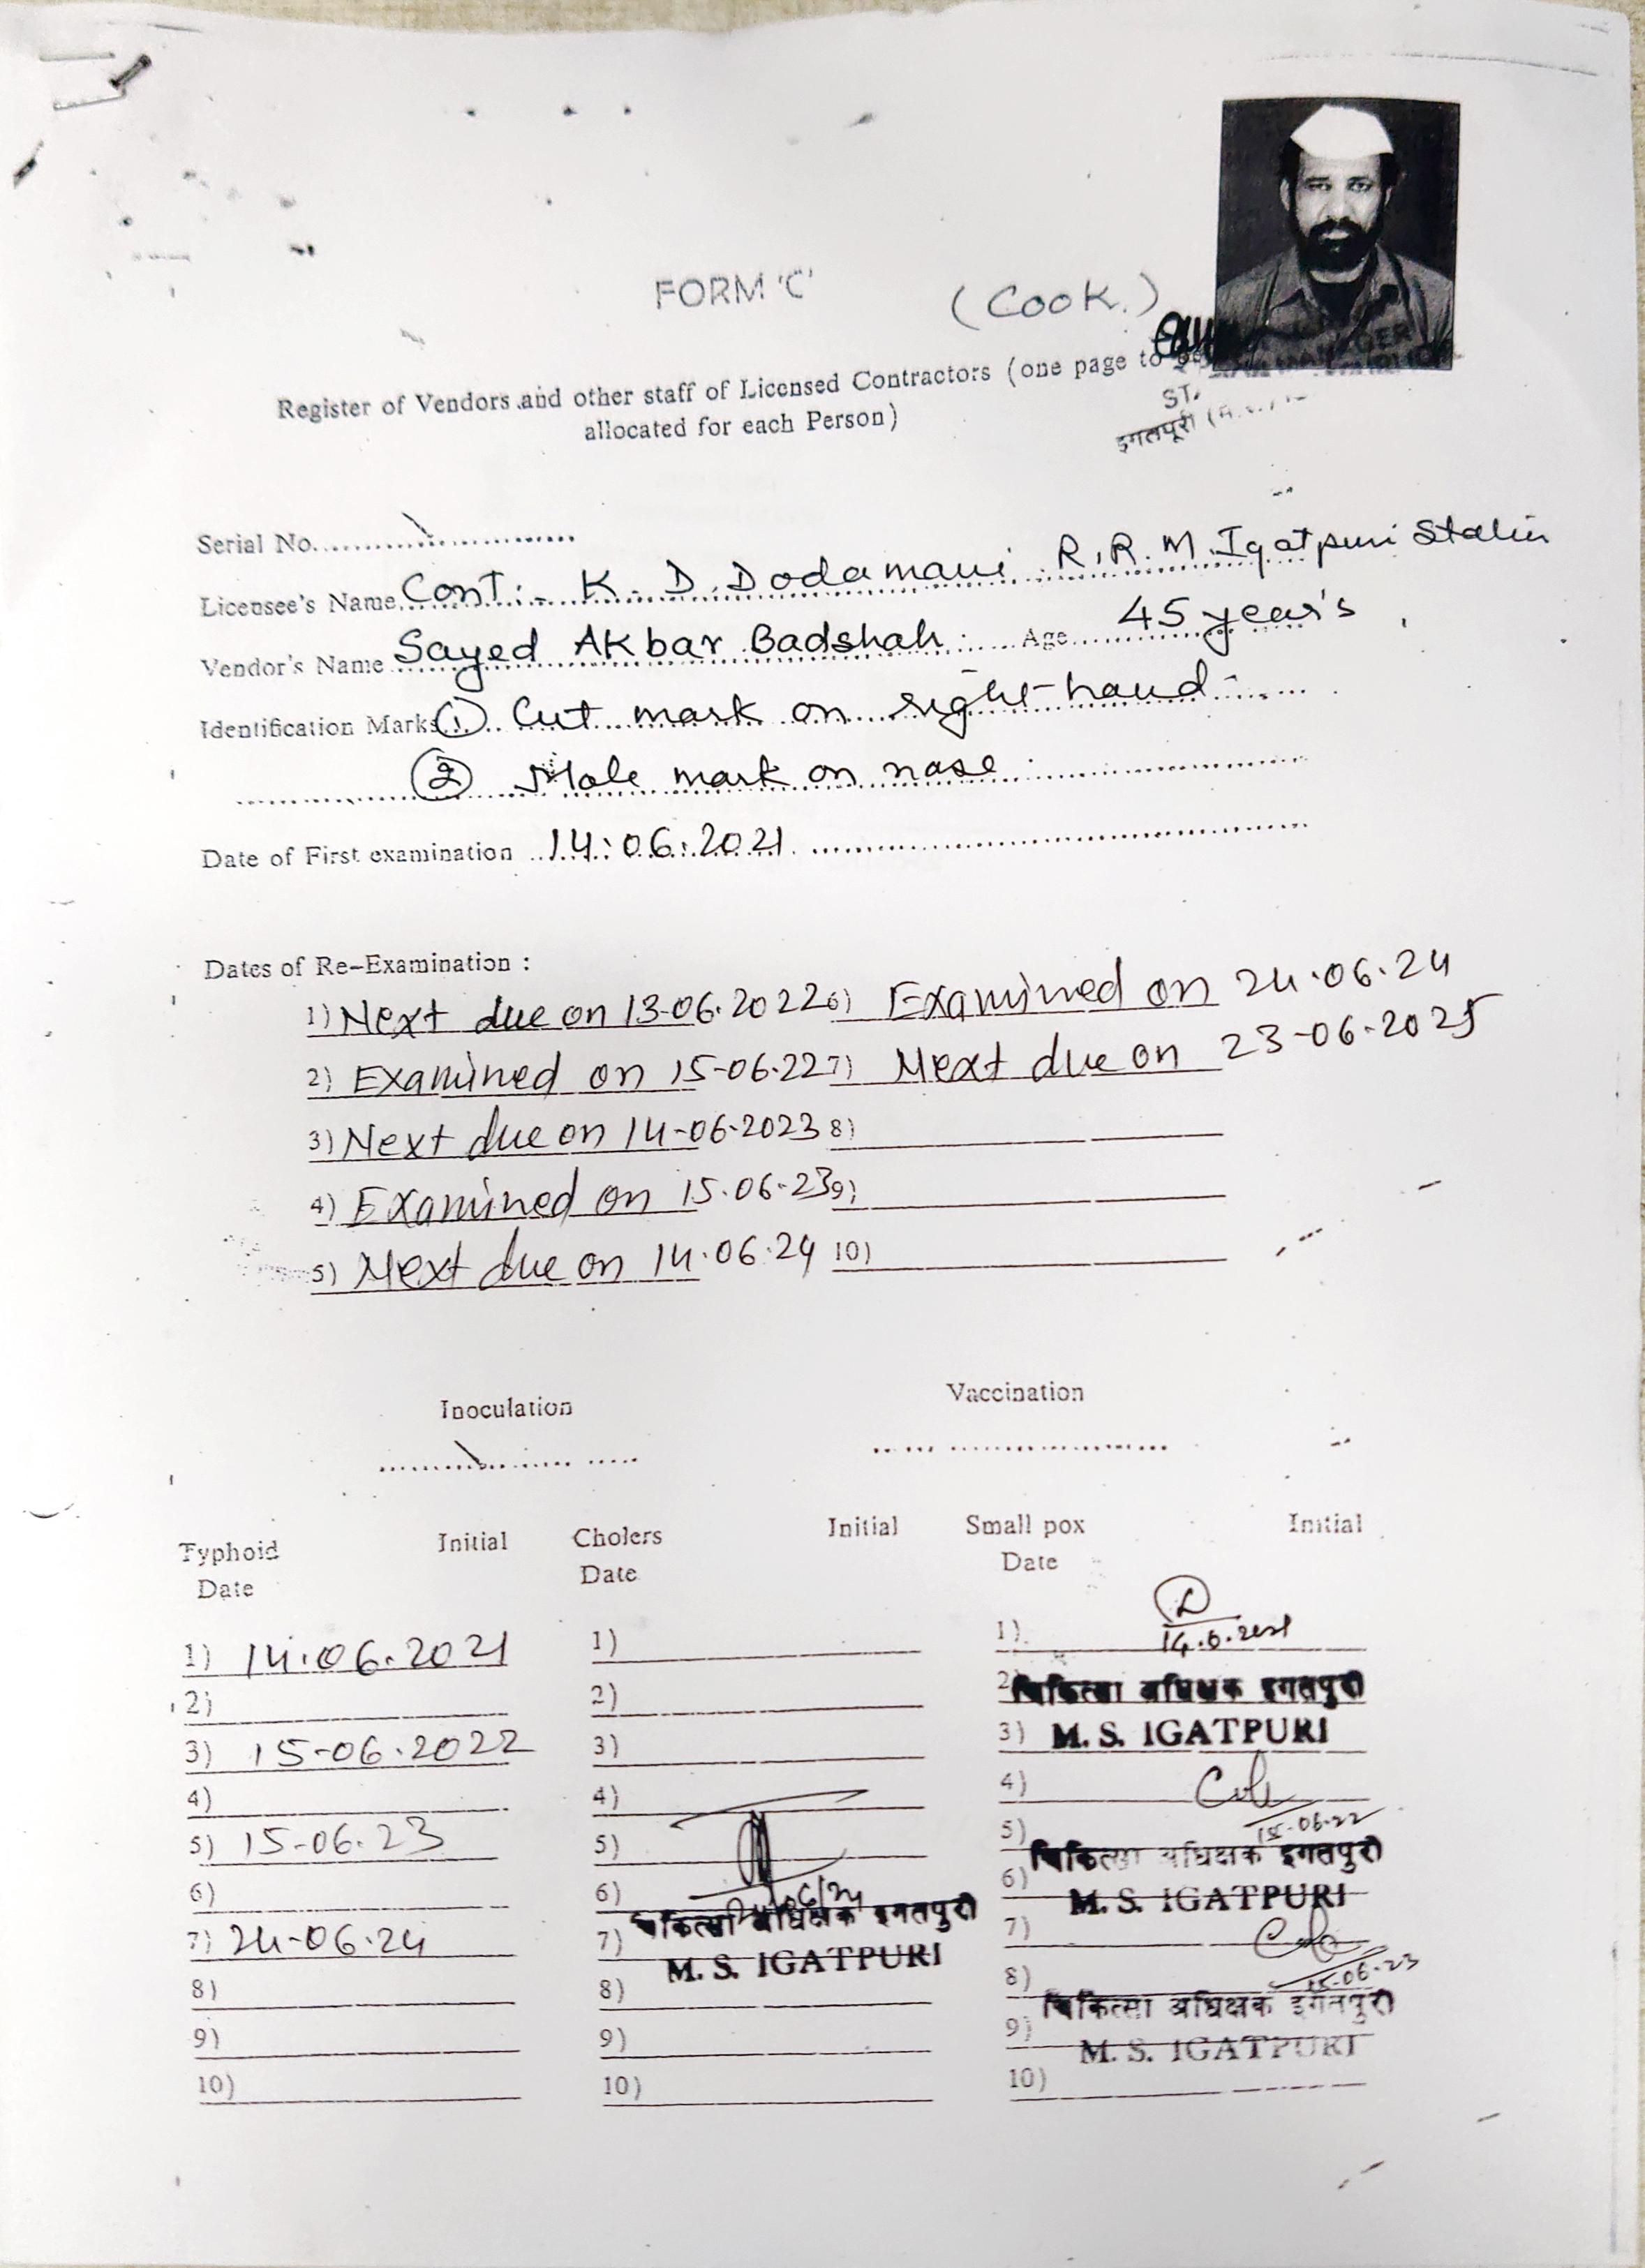 FORM 'C' (Cook.)
Register of Vendors and other staff of Licensed Contractors (one page to be
allocated for each Person)
MANAGER
ST.
इगतपूरी
Serial No.
Licensee's Name Cont:- K. D. Dodamani R.R.M. Igatpuri Station
Vendor's Name Sayed Akbar Badshah Age 45 year's
Identification Marks ① Cut mark on right-hand
② Mole mark on nose
Date of First examination 14.06.2021
Dates of Re-Examination :
1) Next due on 13-06.2022 6) Examined on 24.06.24
2) Examined on 15-06.22 7) Next due on 23-06-2025
3) Next due on 14-06-2023 8)
4) Examined on 15.06.23 9)
5) Next due on 14.06.24 10)
Inoculation Vaccination
Typhoid Initial Cholers Initial Small pox Initial
Date Date Date
1) 14.06.2021 1) 1) 14.6.2021
2) 2) 2) चिकित्सा अधिक्षक इगतपुरी
3) 15-06.2022 3) 3) M. S. IGATPURI
4) 4) 4)
5) 15-06.23 5) 5) 15-06-22
चिकित्सा अधिक्षक इगतपुरी
6) 6) 24/06/24 6) M. S. IGATPURI
चिकित्सा अधिक्षक इगतपुरी
7) 24-06.24 7) M. S. IGATPURI 7)
8) 8) 8) 15-06-23
चिकित्सा अधिक्षक इगतपुरी
9) 9) 9) M. S. IGATPURI
10) 10) 10)